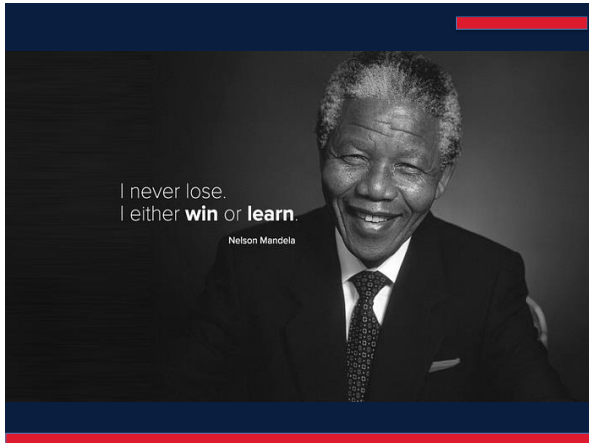 I never lose.
I either win or learn.
Nelson Mandela